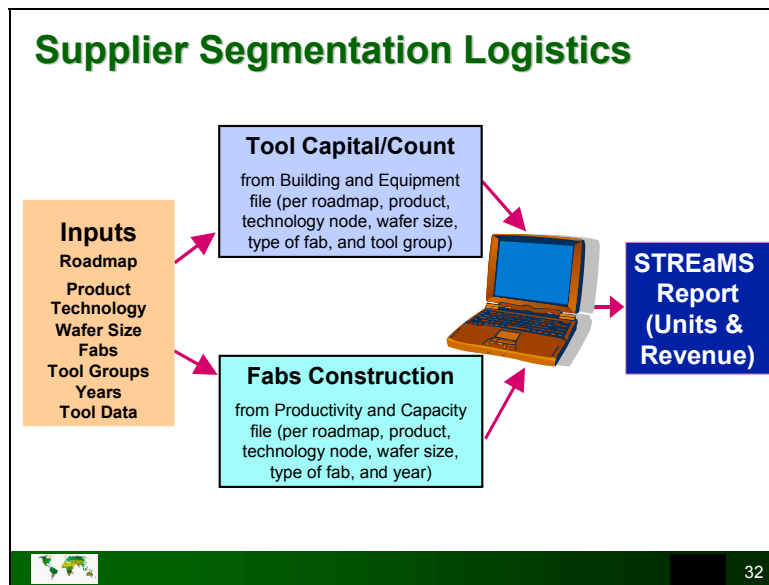 Supplier Segmentation Logistics
Tool Capital/Count
from Building and Equipment
file (per roadmap, product,
technology node, wafer size,
type of fab, and tool group)
Inputs
Roadmap
Product
Technology
Wafer Size
Fabs
Tool Groups
Years
Tool Data
Fabs Construction
from Productivity and Capacity
file (per roadmap, product,
technology node, wafer size,
type of fab, and year)
STREaMS
Report
(Units &
Revenue)
32